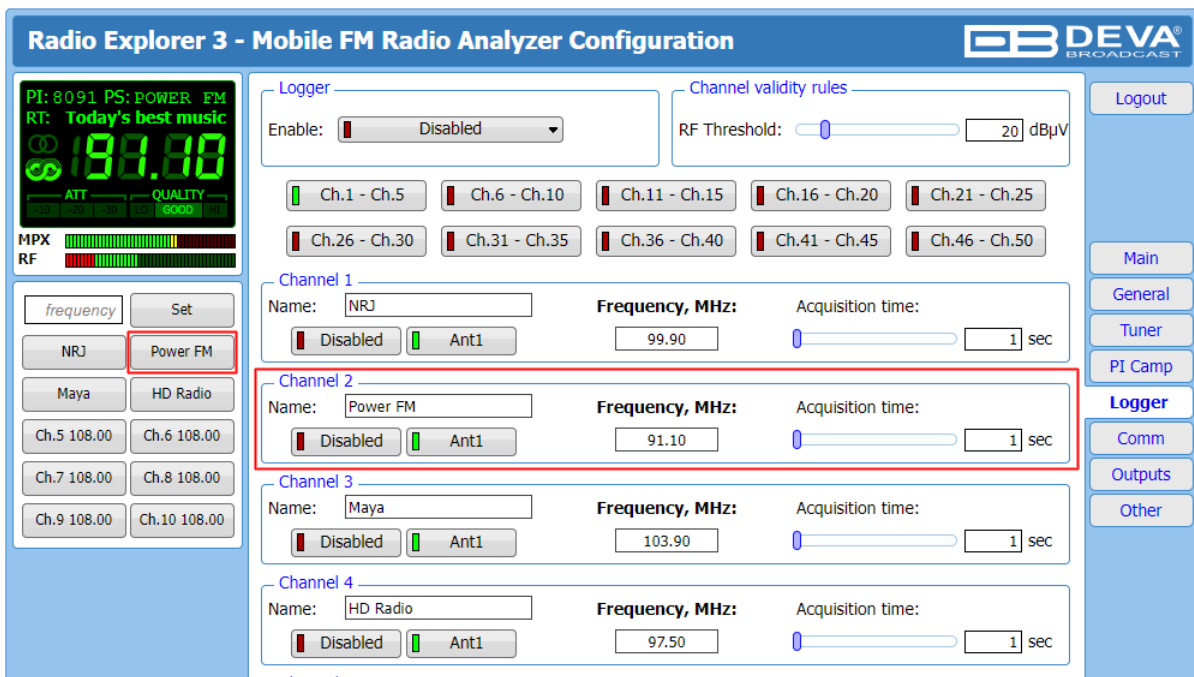 Radio Explorer 3 - Mobile FM Radio Analyzer Configuration
DEVA®
BROADCAST
PI: 8091 PS: POWER FM
RT: Today's best music
91.10
ATT QUALITY
-10 -20 -30 LO GOOD HI
MPX
RF
frequency Set
NRJ Power FM
Maya HD Radio
Ch.5 108.00 Ch.6 108.00
Ch.7 108.00 Ch.8 108.00
Ch.9 108.00 Ch.10 108.00
Logger
Enable: Disabled
Channel validity rules
RF Threshold: 20 dBµV
Ch.1 - Ch.5 Ch.6 - Ch.10 Ch.11 - Ch.15 Ch.16 - Ch.20 Ch.21 - Ch.25
Ch.26 - Ch.30 Ch.31 - Ch.35 Ch.36 - Ch.40 Ch.41 - Ch.45 Ch.46 - Ch.50
Channel 1
Name: NRJ Frequency, MHz: Acquisition time:
Disabled Ant1 99.90 1 sec
Channel 2
Name: Power FM Frequency, MHz: Acquisition time:
Disabled Ant1 91.10 1 sec
Channel 3
Name: Maya Frequency, MHz: Acquisition time:
Disabled Ant1 103.90 1 sec
Channel 4
Name: HD Radio Frequency, MHz: Acquisition time:
Disabled Ant1 97.50 1 sec
Logout
Main
General
Tuner
PI Camp
Logger
Comm
Outputs
Other